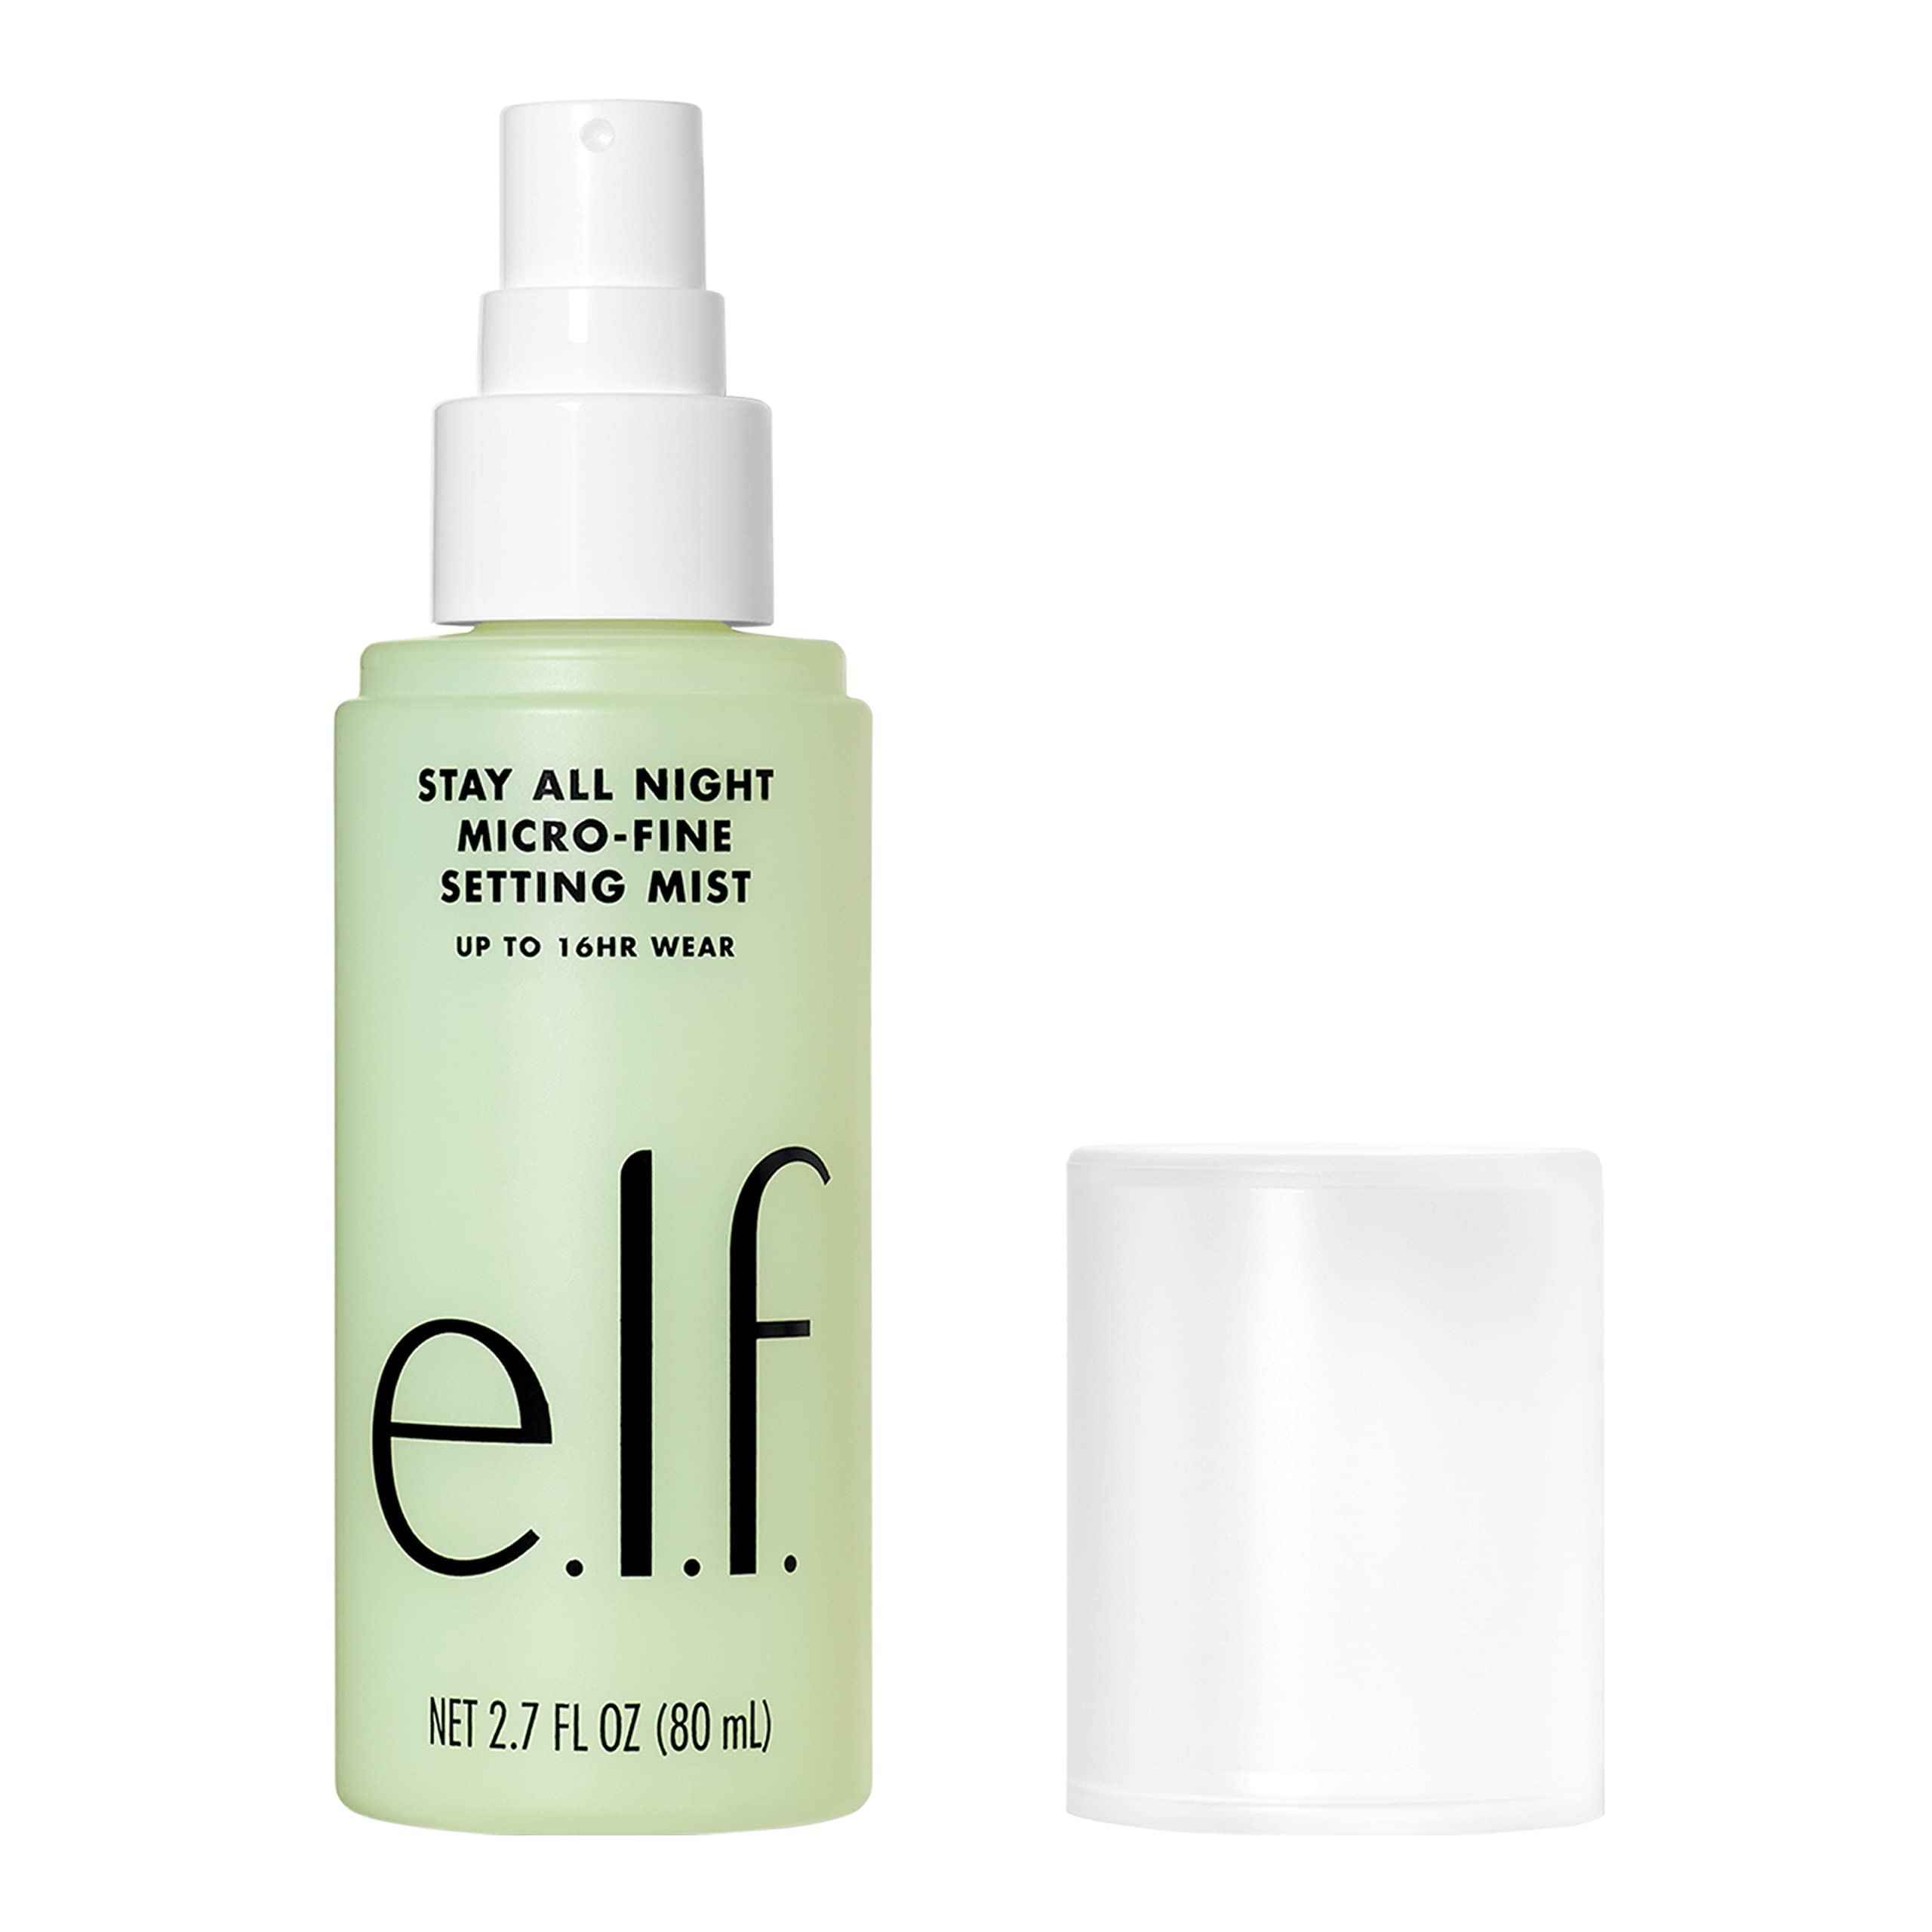 STAY ALL NIGHT
MICRO-FINE
SETTING MIST
UP TO 16HR WEAR
e.l.f.
NET 2.7 FL OZ (80 mL)